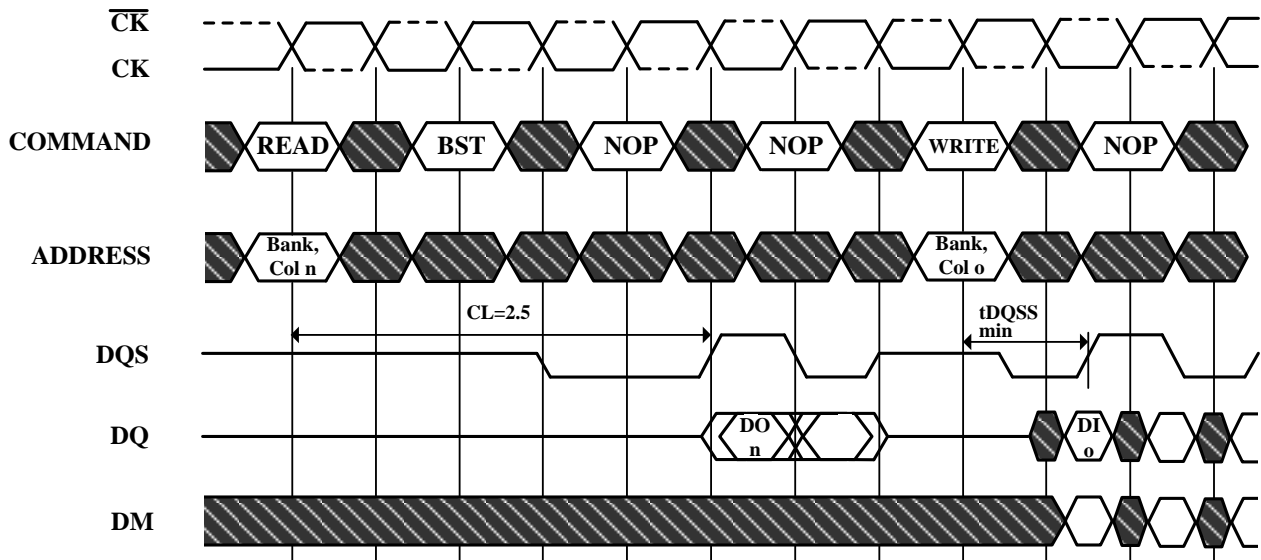 CK
CK
COMMAND
READ
BST
NOP
NOP
WRITE
NOP
ADDRESS
Bank,
Col n
Bank,
Col o
CL=2.5
tDQSS
min
DQS
DQ
DO
n
DI
o
DM